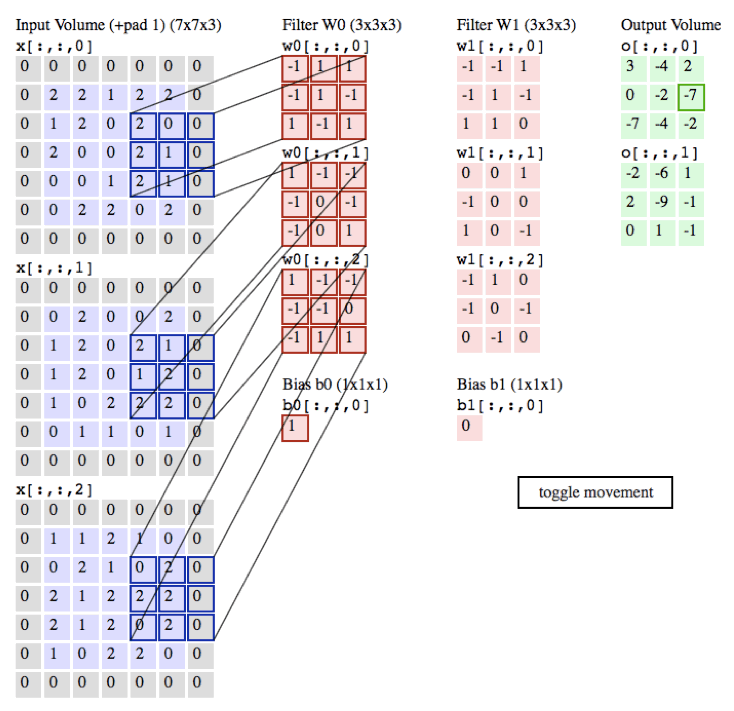 Input Volume (+pad 1) (7x7x3)
x[:,:,0]
0 0 0 0 0 0 0
0 2 2 1 2 2 0
0 1 2 0 2 0 0
0 2 0 0 2 1 0
0 0 0 1 2 1 0
0 0 2 2 0 2 0
0 0 0 0 0 0 0
x[:,:,1]
0 0 0 0 0 0 0
0 0 2 0 0 2 0
0 1 2 0 2 1 0
0 1 2 0 1 2 0
0 1 0 2 2 2 0
0 0 1 1 0 1 0
0 0 0 0 0 0 0
x[:,:,2]
0 0 0 0 0 0 0
0 1 1 2 1 0 0
0 0 2 1 0 2 0
0 2 1 2 2 2 0
0 2 1 2 0 2 0
0 1 0 2 2 0 0
0 0 0 0 0 0 0
Filter W0 (3x3x3)
w0[:,:,0]
-1 1 1
-1 1 -1
1 -1 1
w0[:,:,1]
1 -1 -1
-1 0 -1
-1 0 1
w0[:,:,2]
1 -1 -1
-1 -1 0
-1 1 1
Bias b0 (1x1x1)
b0[:,:,0]
1
Filter W1 (3x3x3)
w1[:,:,0]
-1 -1 1
-1 1 -1
1 1 0
w1[:,:,1]
0 0 1
-1 0 0
1 0 -1
w1[:,:,2]
-1 1 0
-1 0 -1
0 -1 0
Bias b1 (1x1x1)
b1[:,:,0]
0
Output Volume
o[:,:,0]
3 -4 2
0 -2 -7
-7 -4 -2
o[:,:,1]
-2 -6 1
2 -9 -1
0 1 -1
toggle movement